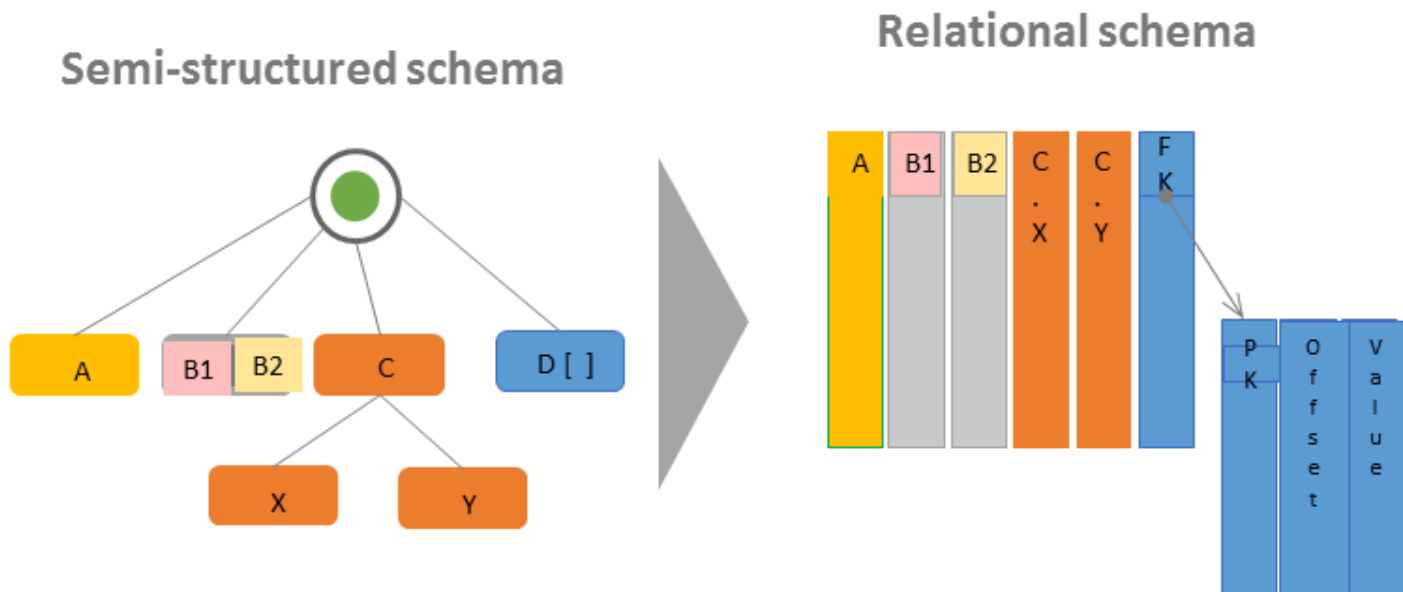 Semi-structured schema
Relational schema
A
B1
B2
C
D [ ]
X
Y
A
B1
B2
C
.
X
C
.
Y
F
K
P
K
O
f
f
s
e
t
V
a
l
u
e